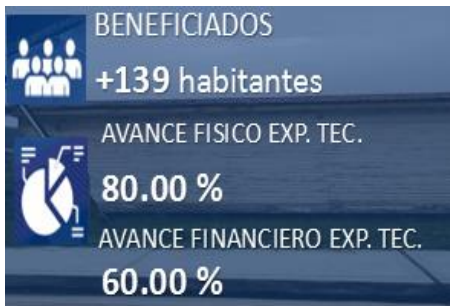 BENEFICIADOS
+139 habitantes
AVANCE FISICO EXP. TEC.
80.00 %
AVANCE FINANCIERO EXP. TEC.
60.00 %